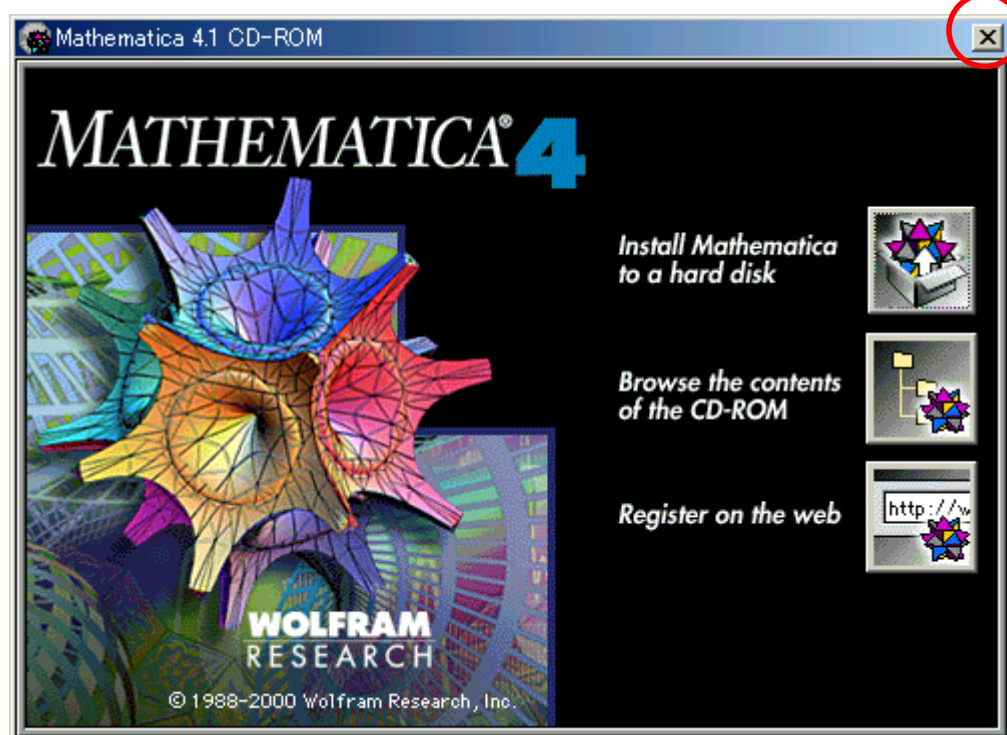 Mathematica 4.1 CD-ROM
MATHEMATICA® 4
Install Mathematica
to a hard disk
Browse the contents
of the CD-ROM
Register on the web
http://w
WOLFRAM
RESEARCH
© 1988-2000 Wolfram Research, Inc.